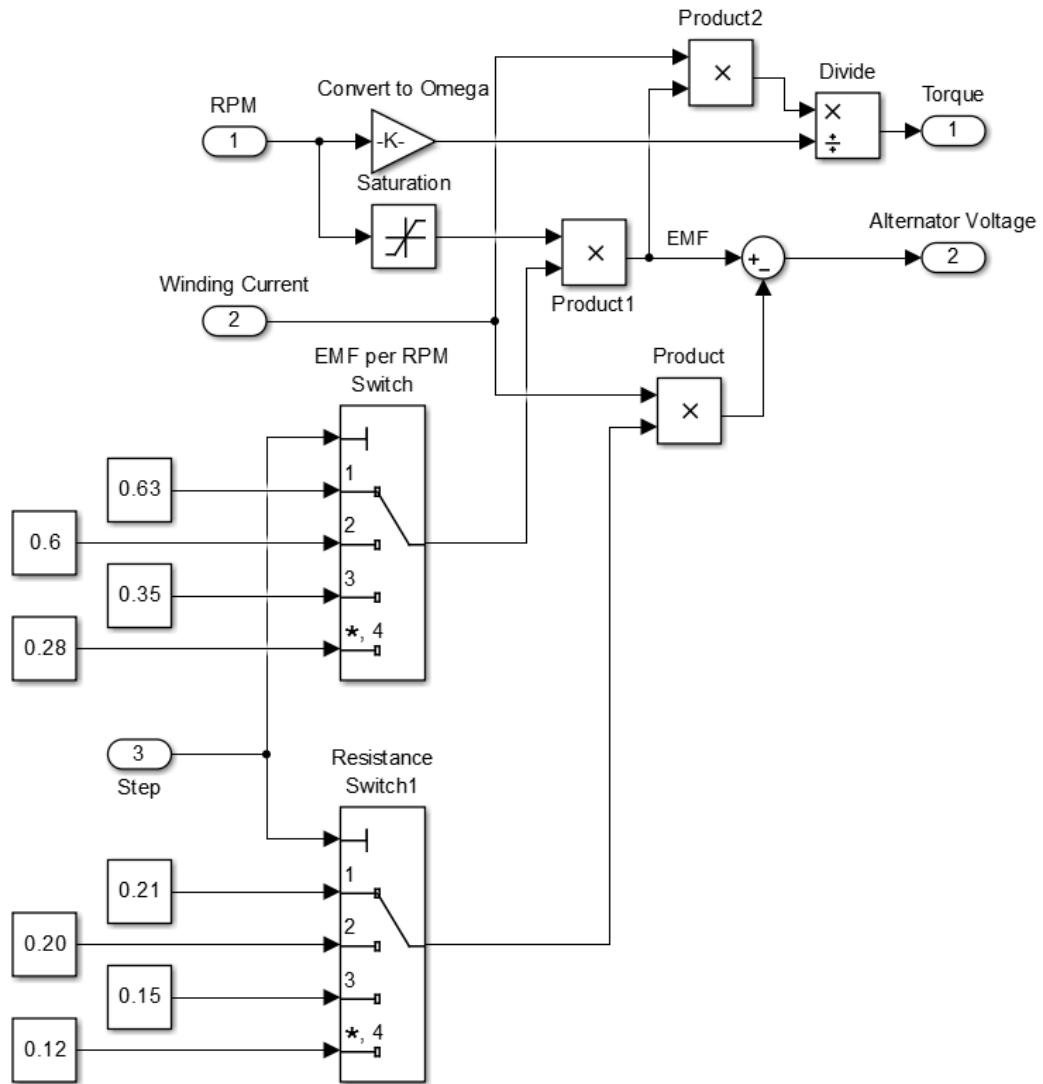 Product2
×
Convert to Omega
Divide
RPM
Torque
1
-K-
×
÷
1
Saturation
×
EMF
Alternator Voltage
+
−
2
Product1
Winding Current
2
EMF per RPM
Switch
Product
×
1
0.63
2
0.6
3
0.35
*, 4
0.28
3
Step
Resistance
Switch1
1
0.21
2
0.20
3
0.15
*, 4
0.12